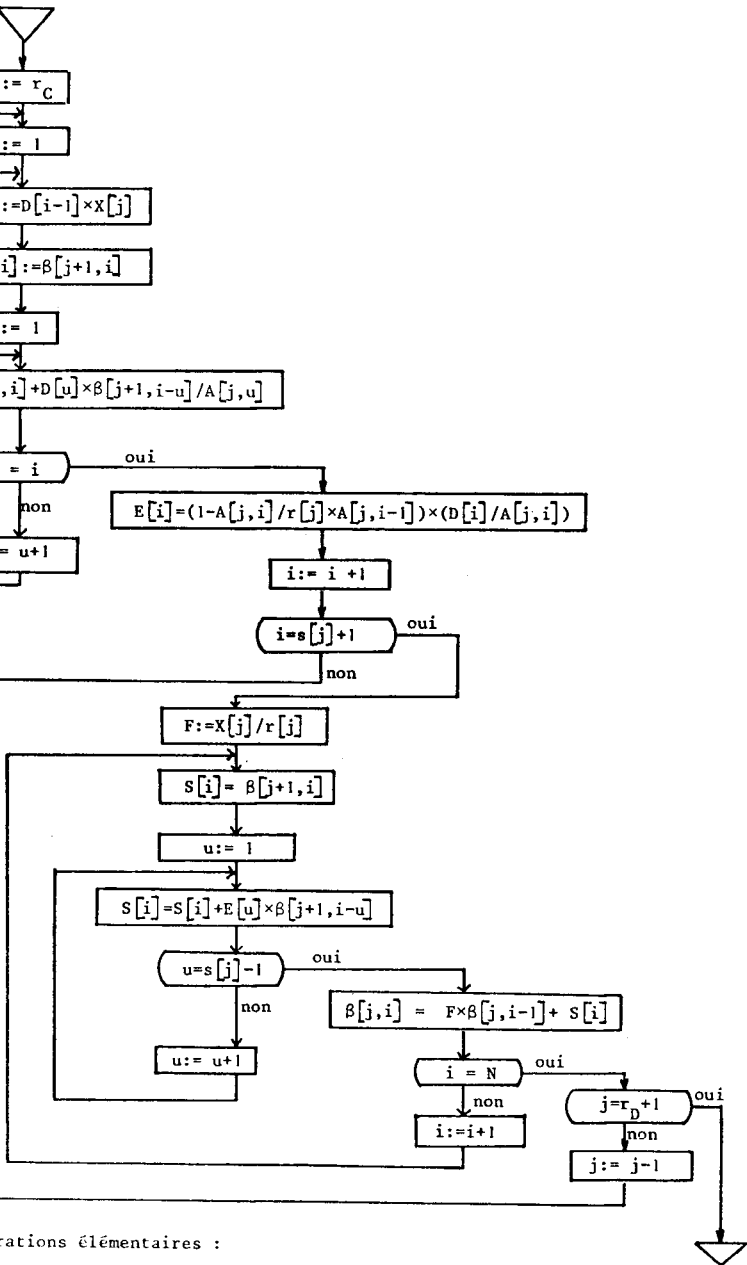 := r_C
:= 1
:=D[i-1]×X[j]
i]:=β[j+1,i]
:= 1
,i]+D[u]×β[j+1,i-u]/A[j,u]
= i
oui
non
E[i]=(1-A[j,i]/r[j]×A[j,i-1])×(D[i]/A[j,i])
= u+1
i:= i +1
i=s[j]+1
oui
non
F:=X[j]/r[j]
S[i]= β[j+1,i]
u:= 1
S[i]=S[i]+E[u]×β[j+1,i-u]
u=s[j]-1
oui
non
β[j,i] = F×β[j,i-1]+ S[i]
u:= u+1
i = N
oui
non
j=r_D+1
oui
non
i:=i+1
j:= j-1
rations élémentaires :